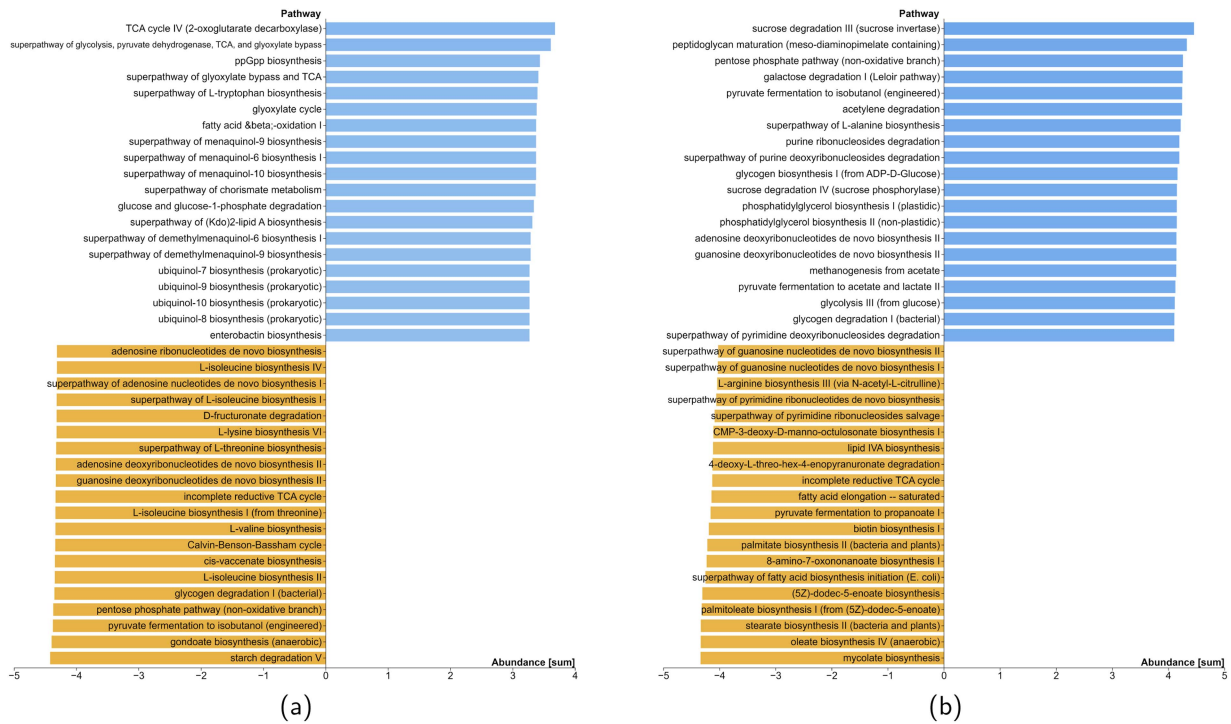 Pathway
TCA cycle IV (2-oxoglutarate decarboxylase)
superpathway of glycolysis, pyruvate dehydrogenase, TCA, and glyoxylate bypass
ppGpp biosynthesis
superpathway of glyoxylate bypass and TCA
superpathway of L-tryptophan biosynthesis
glyoxylate cycle
fatty acid &beta;-oxidation I
superpathway of menaquinol-9 biosynthesis
superpathway of menaquinol-6 biosynthesis I
superpathway of menaquinol-10 biosynthesis
superpathway of chorismate metabolism
glucose and glucose-1-phosphate degradation
superpathway of (Kdo)2-lipid A biosynthesis
superpathway of demethylmenaquinol-6 biosynthesis I
superpathway of demethylmenaquinol-9 biosynthesis
ubiquinol-7 biosynthesis (prokaryotic)
ubiquinol-9 biosynthesis (prokaryotic)
ubiquinol-10 biosynthesis (prokaryotic)
ubiquinol-8 biosynthesis (prokaryotic)
enterobactin biosynthesis
adenosine ribonucleotides de novo biosynthesis
L-isoleucine biosynthesis IV
superpathway of adenosine nucleotides de novo biosynthesis I
superpathway of L-isoleucine biosynthesis I
D-fructuronate degradation
L-lysine biosynthesis VI
superpathway of L-threonine biosynthesis
adenosine deoxyribonucleotides de novo biosynthesis II
guanosine deoxyribonucleotides de novo biosynthesis II
incomplete reductive TCA cycle
L-isoleucine biosynthesis I (from threonine)
L-valine biosynthesis
Calvin-Benson-Bassham cycle
cis-vaccenate biosynthesis
L-isoleucine biosynthesis II
glycogen degradation I (bacterial)
pentose phosphate pathway (non-oxidative branch)
pyruvate fermentation to isobutanol (engineered)
gondoate biosynthesis (anaerobic)
starch degradation V
Abundance [sum]
−5 −4 −3 −2 −1 0 1 2 3 4
(a)
Pathway
sucrose degradation III (sucrose invertase)
peptidoglycan maturation (meso-diaminopimelate containing)
pentose phosphate pathway (non-oxidative branch)
galactose degradation I (Leloir pathway)
pyruvate fermentation to isobutanol (engineered)
acetylene degradation
superpathway of L-alanine biosynthesis
purine ribonucleosides degradation
superpathway of purine deoxyribonucleosides degradation
glycogen biosynthesis I (from ADP-D-Glucose)
sucrose degradation IV (sucrose phosphorylase)
phosphatidylglycerol biosynthesis I (plastidic)
phosphatidylglycerol biosynthesis II (non-plastidic)
adenosine deoxyribonucleotides de novo biosynthesis II
guanosine deoxyribonucleotides de novo biosynthesis II
methanogenesis from acetate
pyruvate fermentation to acetate and lactate II
glycolysis III (from glucose)
glycogen degradation I (bacterial)
superpathway of pyrimidine deoxyribonucleosides degradation
superpathway of guanosine nucleotides de novo biosynthesis II
superpathway of guanosine nucleotides de novo biosynthesis I
L-arginine biosynthesis III (via N-acetyl-L-citrulline)
superpathway of pyrimidine ribonucleotides de novo biosynthesis
superpathway of pyrimidine ribonucleosides salvage
CMP-3-deoxy-D-manno-octulosonate biosynthesis I
lipid IVA biosynthesis
4-deoxy-L-threo-hex-4-enopyranuronate degradation
incomplete reductive TCA cycle
fatty acid elongation -- saturated
pyruvate fermentation to propanoate I
biotin biosynthesis I
palmitate biosynthesis II (bacteria and plants)
8-amino-7-oxononanoate biosynthesis I
superpathway of fatty acid biosynthesis initiation (E. coli)
(5Z)-dodec-5-enoate biosynthesis
palmitoleate biosynthesis I (from (5Z)-dodec-5-enoate)
stearate biosynthesis II (bacteria and plants)
oleate biosynthesis IV (anaerobic)
mycolate biosynthesis
Abundance [sum]
−5 −4 −3 −2 −1 0 1 2 3 4 5
(b)